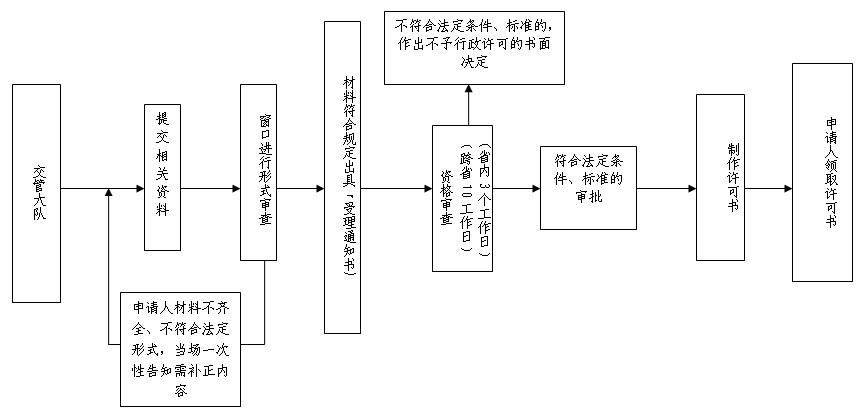 不符合法定条件、标准的,
作出不予行政许可的书面
决定
交管大队
提交相关
资料
窗口进行形式审查
材料符合规定出具「受理通知书）
资格审查
（跨省10工作日）
（省内3个工作日）
符合法定条
件、标准的
审批
制作许可书
申请人领取许可书
申请人材料不齐
全、不符合法定
形式，当场一次
性告知需补正内
容